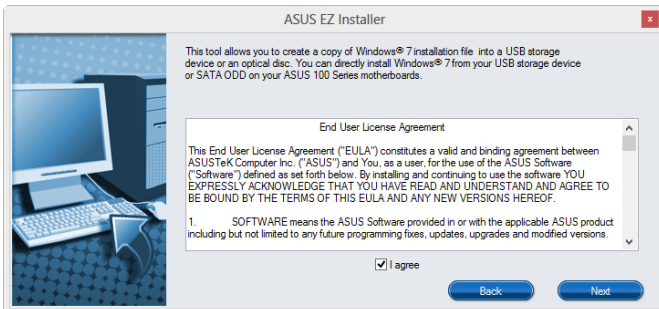 ASUS EZ Installer
x
This tool allows you to create a copy of Windows® 7 installation file into a USB storage
device or an optical disc. You can directly install Windows® 7 from your USB storage device
or SATA ODD on your ASUS 100 Series motherboards.
End User License Agreement
This End User License Agreement ("EULA") constitutes a valid and binding agreement between
ASUSTeK Computer Inc. ("ASUS") and You, as a user, for the use of the ASUS Software
("Software") defined as set forth below. By installing and continuing to use the software YOU
EXPRESSLY ACKNOWLEDGE THAT YOU HAVE READ AND UNDERSTAND AND AGREE TO
BE BOUND BY THE TERMS OF THIS EULA AND ANY NEW VERSIONS HEREOF.
1. SOFTWARE means the ASUS Software provided in or with the applicable ASUS product
including but not limited to any future programming fixes, updates, upgrades and modified versions.
I agree
Back
Next